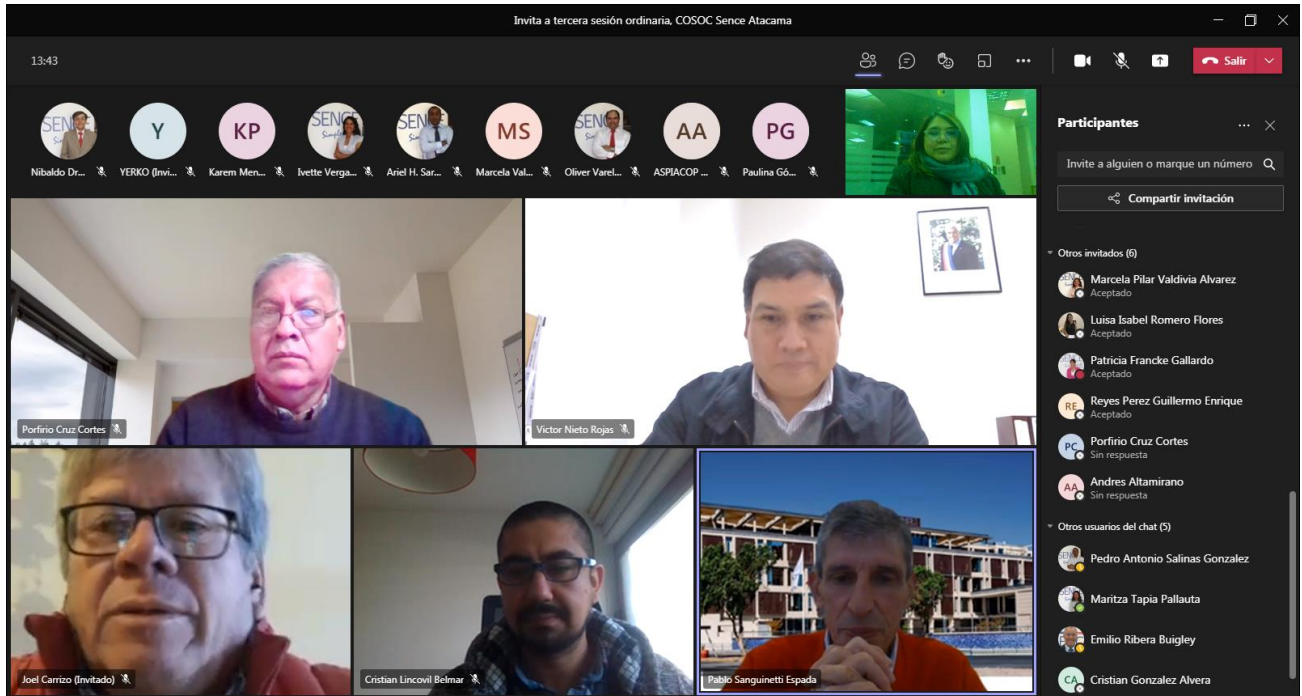 Invita a tercera sesión ordinaria, COSOC Sence Atacama
13:43
Salir
SENCE
SENCE
SENCE
SENCE
Y
KP
MS
AA
PG
Nibaldo Dr...
YERKO (Invi...
Karem Men...
Ivette Verga...
Ariel H. Sar...
Marcela Val...
Oliver Varel...
ASPIACOP ...
Paulina Gó...
Porfirio Cruz Cortes
Victor Nieto Rojas
Joel Carrizo (Invitado)
Cristian Lincovil Belmar
Pablo Sanguinetti Espada
Participantes
Invite a alguien o marque un número
Compartir invitación
Otros invitados (6)
Marcela Pilar Valdivia Alvarez
Aceptado
Luisa Isabel Romero Flores
Aceptado
Patricia Francke Gallardo
Aceptado
RE
Reyes Perez Guillermo Enrique
Aceptado
PC
Porfirio Cruz Cortes
Sin respuesta
AA
Andres Altamirano
Sin respuesta
Otros usuarios del chat (5)
Pedro Antonio Salinas Gonzalez
Maritza Tapia Pallauta
Emilio Ribera Buigley
CA
Cristian Gonzalez Alvera